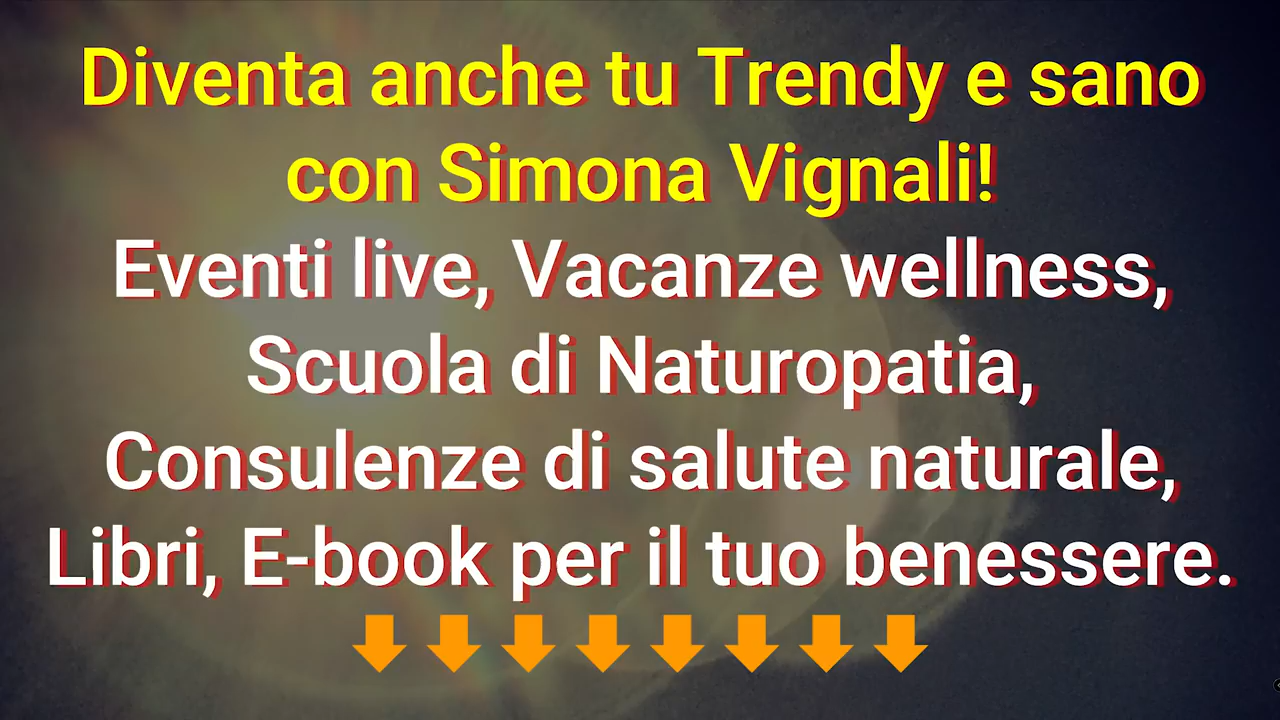 Diventa anche tu Trendy e sano
con Simona Vignali!
Eventi live, Vacanze wellness,
Scuola di Naturopatia,
Consulenze di salute naturale,
Libri, E-book per il tuo benessere.